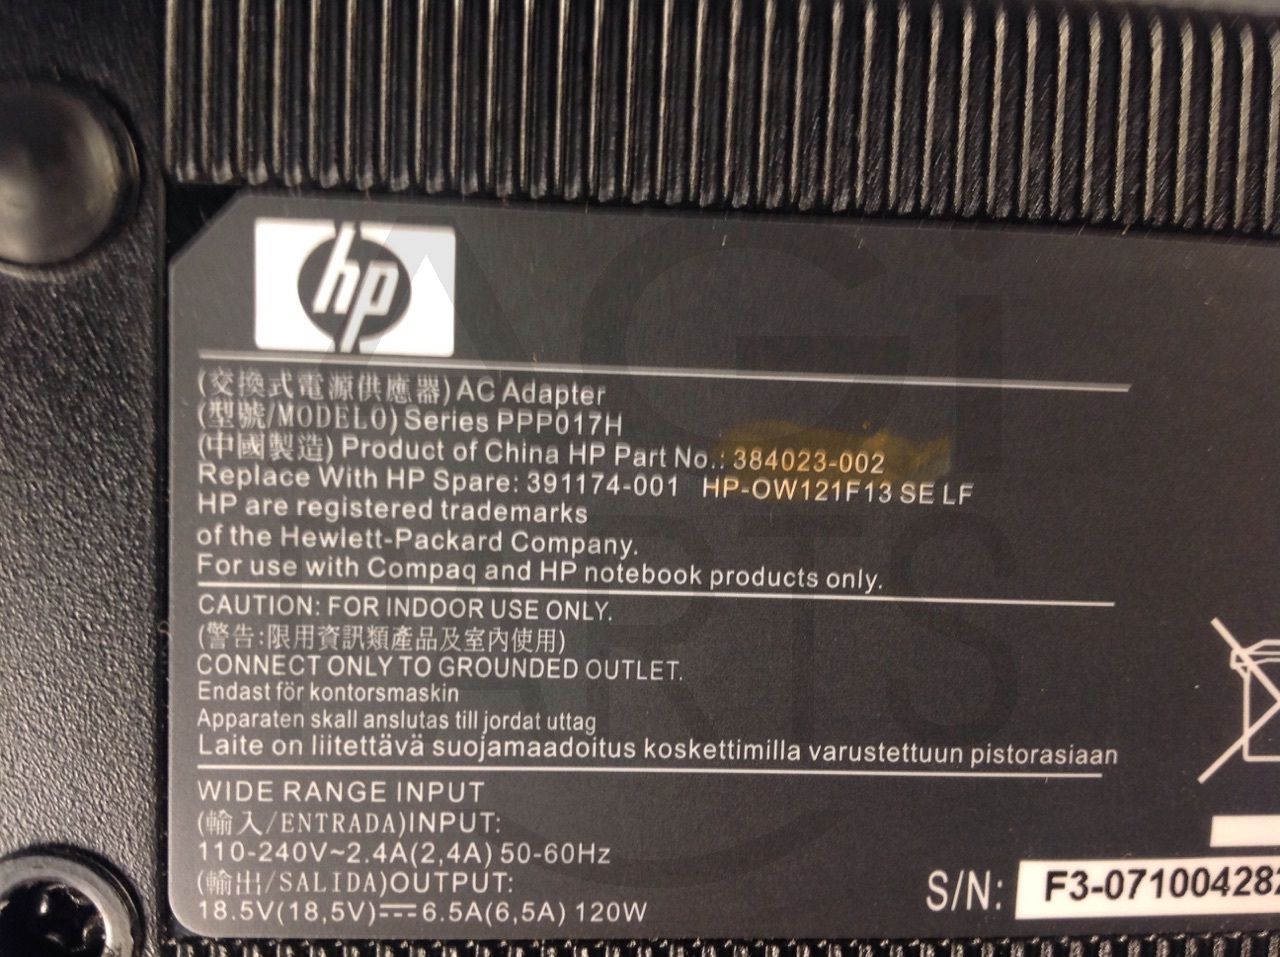 hp
(交換式電源供應器) AC Adapter
(型號/MODELO) Series PPP017H
(中國製造) Product of China HP Part No.: 384023-002
Replace With HP Spare: 391174-001 HP-OW121F13 SE LF
HP are registered trademarks
of the Hewlett-Packard Company.
For use with Compaq and HP notebook products only.
CAUTION: FOR INDOOR USE ONLY.
(警告:限用資訊類產品及室內使用)
CONNECT ONLY TO GROUNDED OUTLET.
Endast för kontorsmaskin
Apparaten skall anslutas till jordat uttag
Laite on liitettävä suojamaadoitus koskettimilla varustettuun pistorasiaan
WIDE RANGE INPUT
(輸入/ENTRADA)INPUT:
110-240V~2.4A(2,4A) 50-60Hz
(輸出/SALIDA)OUTPUT:
18.5V(18,5V)⎓6.5A(6,5A) 120W
S/N: F3-071004282
AGi
PARTS